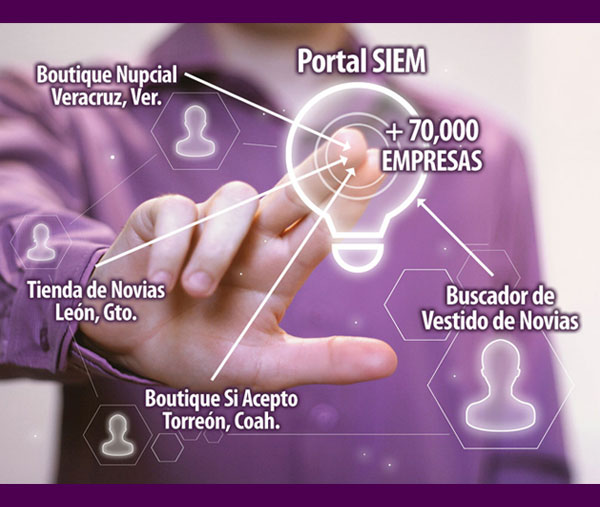 Portal SIEM
Boutique Nupcial
Veracruz, Ver.
+ 70,000
EMPRESAS
Tienda de Novias
León, Gto.
Buscador de
Vestido de Novias
Boutique Si Acepto
Torreón, Coah.